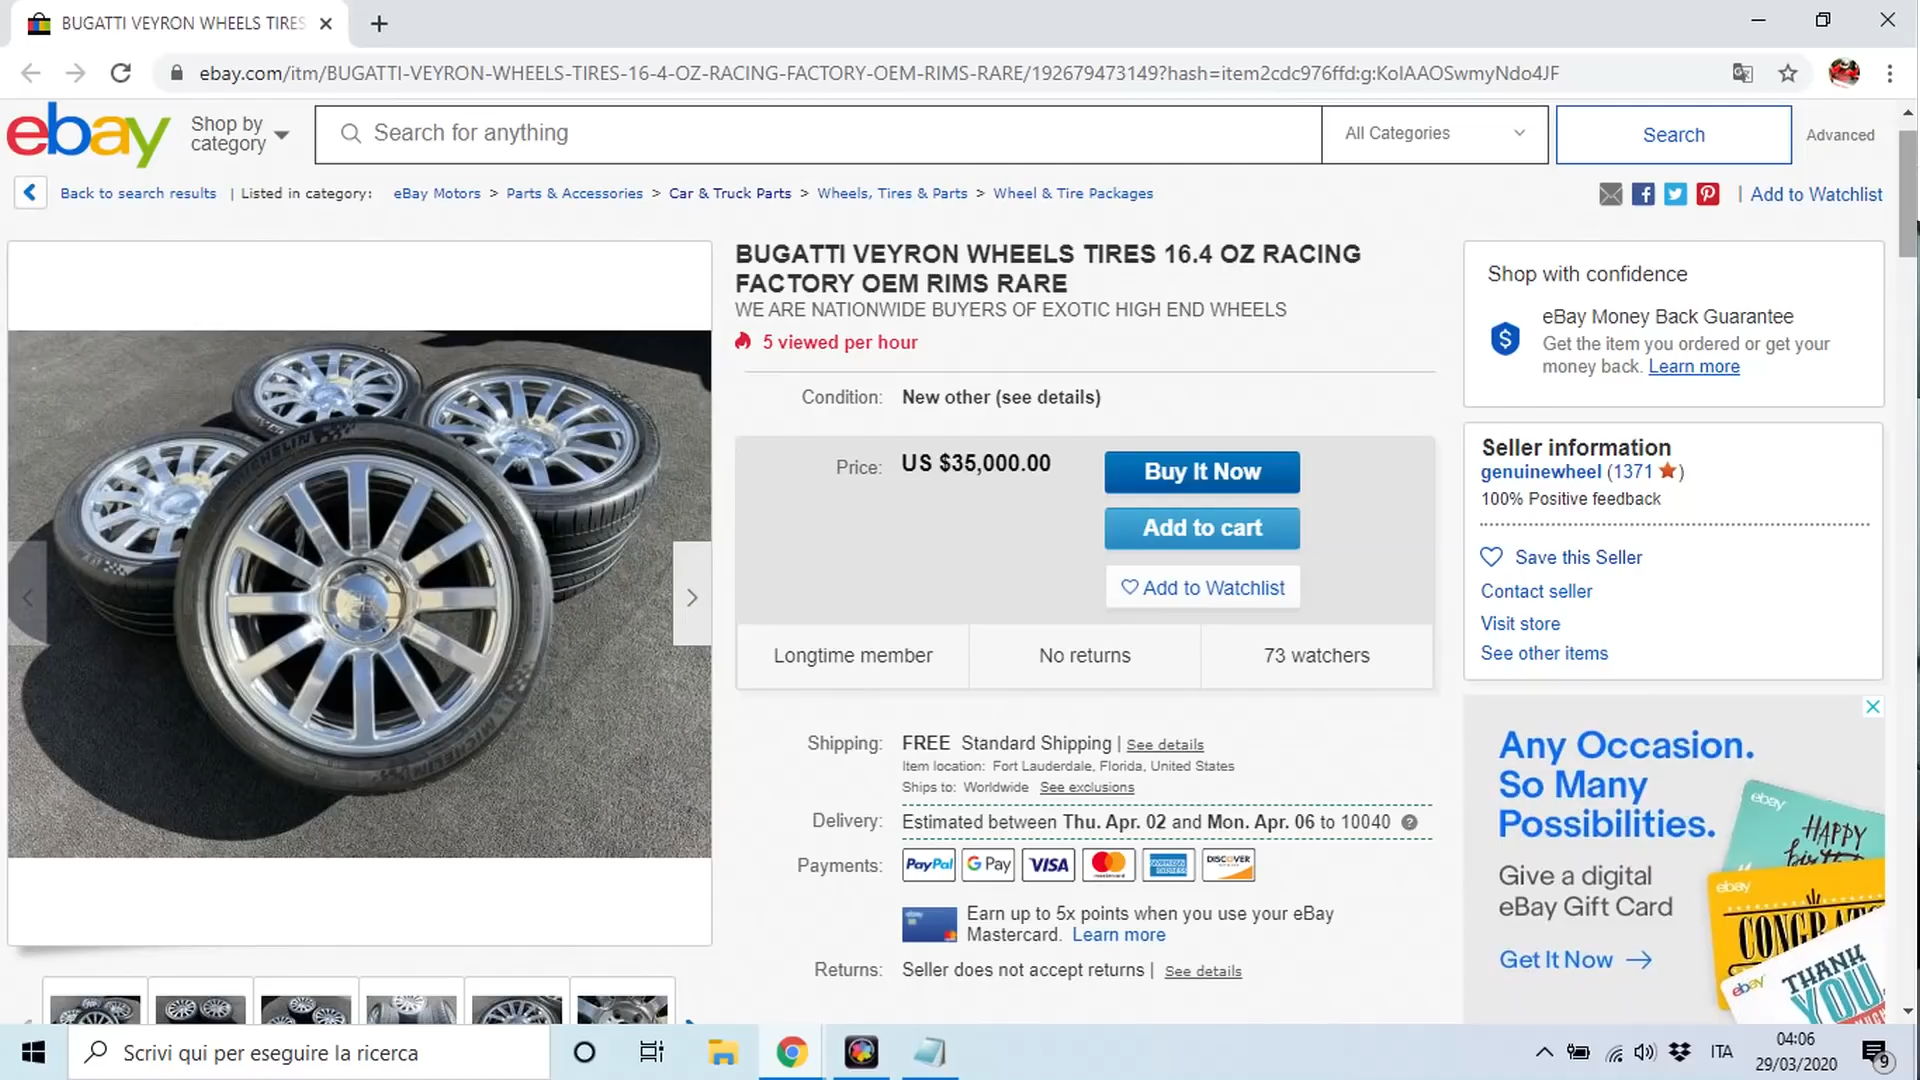 BUGATTI VEYRON WHEELS TIRES
ebay.com/itm/BUGATTI-VEYRON-WHEELS-TIRES-16-4-OZ-RACING-FACTORY-OEM-RIMS-RARE/192679473149?hash=item2cdc976ffd:g:KoIAAOSwmyNdo4JF
ebay
Shop by
category
Search for anything
All Categories
Search
Advanced
Back to search results | Listed in category: eBay Motors > Parts & Accessories > Car & Truck Parts > Wheels, Tires & Parts > Wheel & Tire Packages
| Add to Watchlist
BUGATTI VEYRON WHEELS TIRES 16.4 OZ RACING
FACTORY OEM RIMS RARE
WE ARE NATIONWIDE BUYERS OF EXOTIC HIGH END WHEELS
5 viewed per hour
Condition: New other (see details)
Price: US $35,000.00
Buy It Now
Add to cart
Add to Watchlist
Longtime member
No returns
73 watchers
Shipping: FREE Standard Shipping | See details
Item location: Fort Lauderdale, Florida, United States
Ships to: Worldwide See exclusions
Delivery: Estimated between Thu. Apr. 02 and Mon. Apr. 06 to 10040
Payments: PayPal G Pay VISA mastercard AMERICAN EXPRESS DISCOVER
ebay
Earn up to 5x points when you use your eBay
Mastercard. Learn more
Returns: Seller does not accept returns | See details
Shop with confidence
eBay Money Back Guarantee
Get the item you ordered or get your
money back. Learn more
Seller information
genuinewheel (1371 )
100% Positive feedback
Save this Seller
Contact seller
Visit store
See other items
Any Occasion.
So Many
Possibilities.
Give a digital
eBay Gift Card
Get It Now
ebay
HAPPY
birth
ebay
CONGRAT
ebay
THANK
YOU
MICHELIN
MICHELIN
Scrivi qui per eseguire la ricerca
ITA
04:06
29/03/2020
9